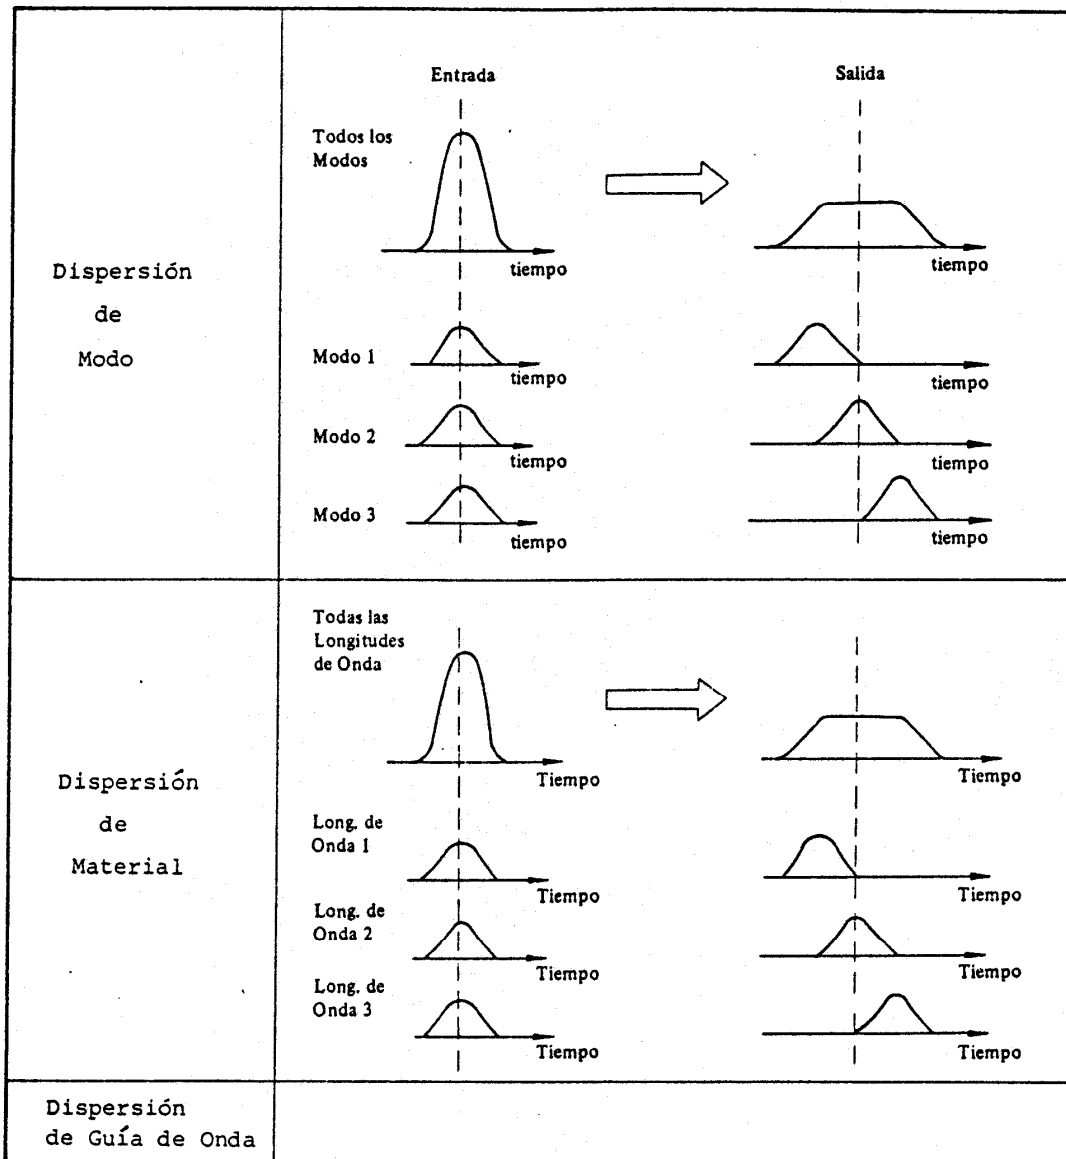 Entrada
Salida
Todos los
Modos
tiempo
tiempo
Dispersión
de
Modo
Modo 1
tiempo
tiempo
Modo 2
tiempo
tiempo
Modo 3
tiempo
tiempo
Todas las
Longitudes
de Onda
Tiempo
Tiempo
Dispersión
de
Material
Long. de
Onda 1
Tiempo
Tiempo
Long. de
Onda 2
Tiempo
Tiempo
Long. de
Onda 3
Tiempo
Tiempo
Dispersión
de Guía de Onda